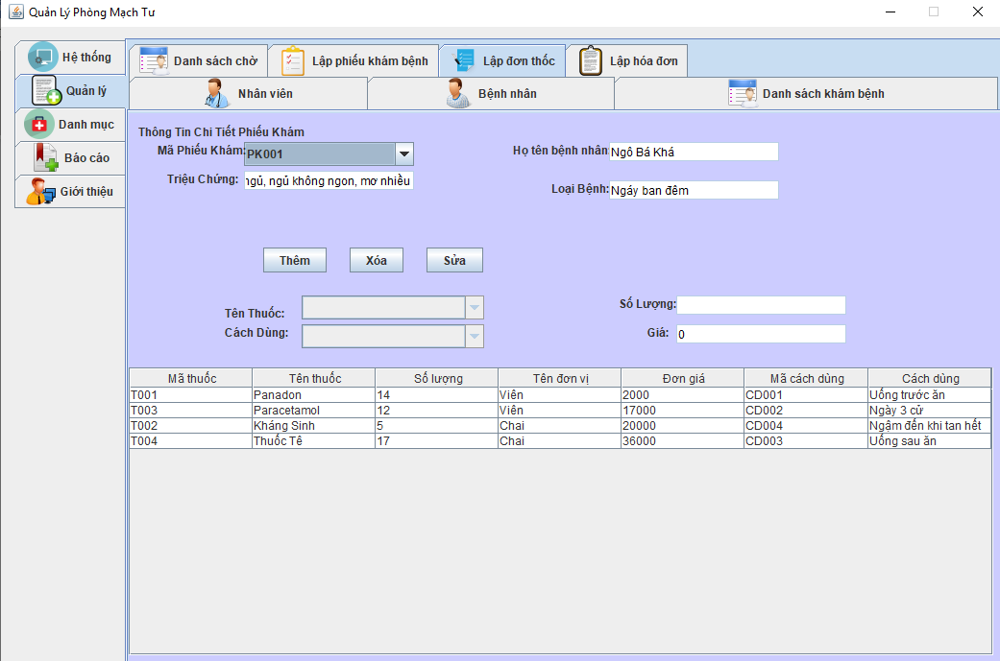 Quản Lý Phòng Mạch Tư
Hệ thống
Quản lý
Danh mục
Báo cáo
Giới thiệu
Danh sách chờ
Lập phiếu khám bệnh
Lập đơn thốc
Lập hóa đơn
Nhân viên
Bệnh nhân
Danh sách khám bệnh
Thông Tin Chi Tiết Phiếu Khám
Mã Phiếu Khám: PK001
Họ tên bệnh nhân Ngô Bá Khá
Triệu Chứng: ngủ, ngủ không ngon, mơ nhiều
Loại Bệnh: Ngáy ban đêm
Thêm Xóa Sửa
Tên Thuốc:
Số Lượng:
Cách Dùng:
Giá: 0
Mã thuốc Tên thuốc Số lượng Tên đơn vị Đơn giá Mã cách dùng Cách dùng
T001 Panadon 14 Viên 2000 CD001 Uống trước ăn
T003 Paracetamol 12 Viên 17000 CD002 Ngày 3 cử
T002 Kháng Sinh 5 Chai 20000 CD004 Ngậm đến khi tan hết
T004 Thuốc Tê 17 Chai 36000 CD003 Uống sau ăn